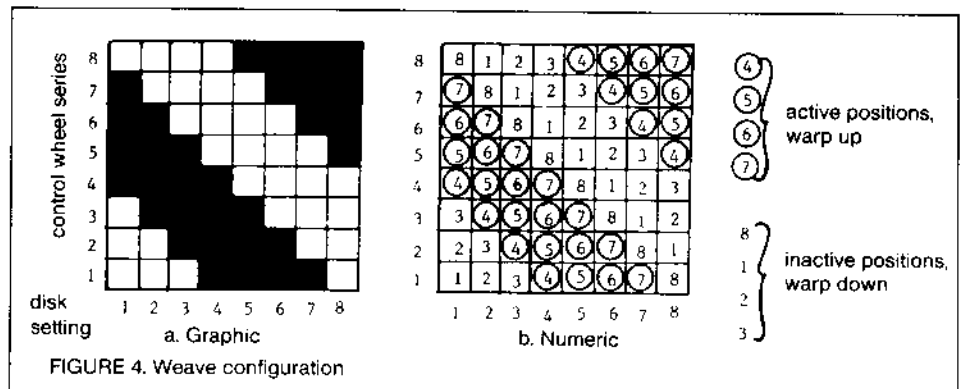 control wheel series
8
7
6
5
4
3
2
1
disk
setting
1 2 3 4 5 6 7 8
a. Graphic
8 8 1 2 3 4 5 6 7
7 7 8 1 2 3 4 5 6
6 6 7 8 1 2 3 4 5
5 5 6 7 8 1 2 3 4
4 4 5 6 7 8 1 2 3
3 3 4 5 6 7 8 1 2
2 2 3 4 5 6 7 8 1
1 1 2 3 4 5 6 7 8
1 2 3 4 5 6 7 8
b. Numeric
4
5
6
7
active positions,
warp up
8
1
2
3
inactive positions,
warp down
FIGURE 4. Weave configuration